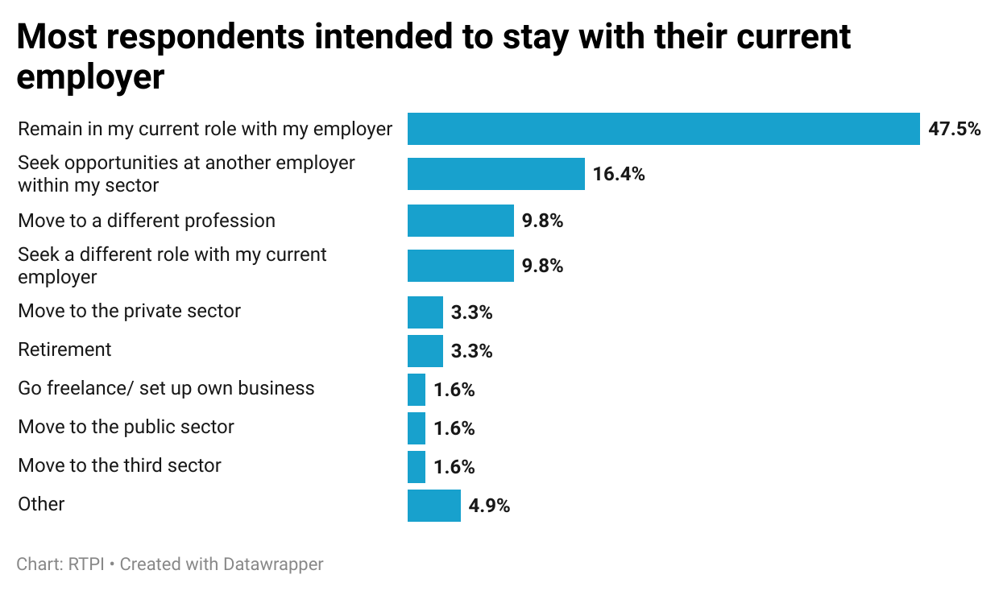 Most respondents intended to stay with their current
employer
Remain in my current role with my employer 47.5%
Seek opportunities at another employer
within my sector 16.4%
Move to a different profession 9.8%
Seek a different role with my current
employer 9.8%
Move to the private sector 3.3%
Retirement 3.3%
Go freelance/ set up own business 1.6%
Move to the public sector 1.6%
Move to the third sector 1.6%
Other 4.9%
Chart: RTPI • Created with Datawrapper